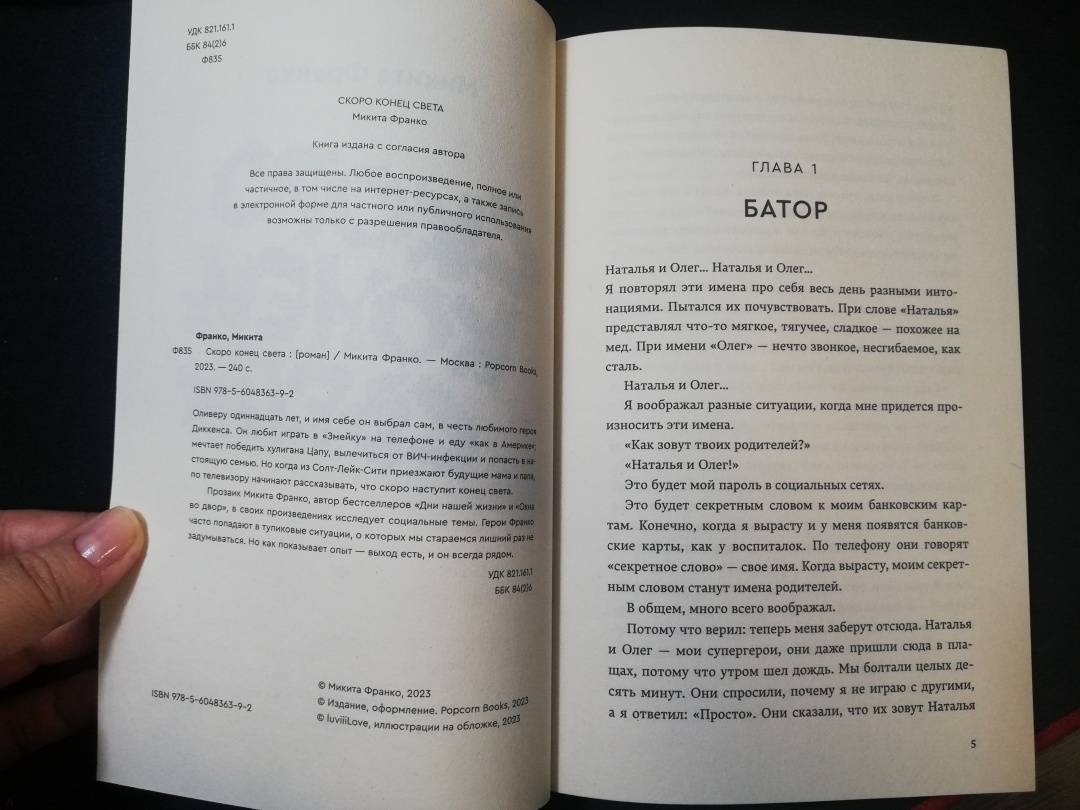 УДК 821.161.1
ББК 84(2)6
Ф835
СКОРО КОНЕЦ СВЕТА
Микита Франко
Книга издана с согласия автора
Все права защищены. Любое воспроизведение, полное или
частичное, в том числе на интернет-ресурсах, а также запись
в электронной форме для частного или публичного использования
возможны только с разрешения правообладателя.
Франко, Микита
Ф835 Скоро конец света : [роман] / Микита Франко. — Москва : Popcorn Books,
2023. — 240 с.
ISBN 978-5-6048363-9-2
Оливеру одиннадцать лет, и имя себе он выбрал сам, в честь любимого героя
Диккенса. Он любит играть в «Змейку» на телефоне и еду «как в Америке»;
мечтает победить хулигана Цапу, вылечиться от ВИЧ-инфекции и попасть в на-
стоящую семью. Но когда из Солт-Лейк-Сити приезжают будущие мама и папа,
по телевизору начинают рассказывать, что скоро наступит конец света.
Прозаик Микита Франко, автор бестселлеров «Дни нашей жизни» и «Окна
во двор», в своих произведениях исследует социальные темы. Герои Франко
часто попадают в тупиковые ситуации, о которых мы стараемся лишний раз не
задумываться. Но как показывает опыт — выход есть, и он всегда рядом.
УДК 821.161.1
ББК 84(2)6
ISBN 978-5-6048363-9-2
© Микита Франко, 2023
© Издание, оформление. Popcorn Books, 2023
© luviiiLove, иллюстрации на обложке, 2023
ГЛАВА 1
БАТОР
Наталья и Олег... Наталья и Олег...
Я повторял эти имена про себя весь день разными инто-
нациями. Пытался их почувствовать. При слове «Наталья»
представлял что-то мягкое, тягучее, сладкое — похожее на
мед. При имени «Олег» — нечто звонкое, несгибаемое, как
сталь.
Наталья и Олег...
Я воображал разные ситуации, когда мне придется про-
износить эти имена.
«Как зовут твоих родителей?»
«Наталья и Олег!»
Это будет мой пароль в социальных сетях.
Это будет секретным словом к моим банковским кар-
там. Конечно, когда я вырасту и у меня появятся банков-
ские карты, как у воспиталок. По телефону они говорят
«секретное слово» — свое имя. Когда вырасту, моим секрет-
ным словом станут имена родителей.
В общем, много всего воображал.
Потому что верил: теперь меня заберут отсюда. Наталья
и Олег — мои супергерои, они даже пришли сюда в пла-
щах, потому что утром шел дождь. Мы болтали целых де-
сять минут. Они спросили, почему я не играю с другими,
а я ответил: «Просто». Они сказали, что их зовут Наталья
5